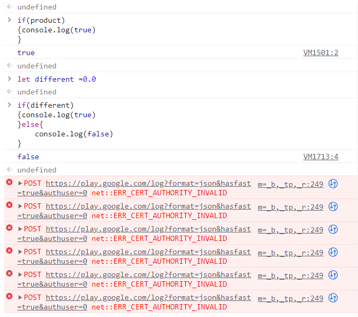 undefined
if(product)
{console.log(true)
}
true VM1501:2
undefined
let different =0.0
undefined
if(different)
{console.log(true)
}else{
console.log(false)
}
false VM1713:4
undefined
POST https://play.google.com/log?format=json&hasfast m=_b,_tp,_r:249
=true&authuser=0 net::ERR_CERT_AUTHORITY_INVALID
POST https://play.google.com/log?format=json&hasfast m=_b,_tp,_r:249
=true&authuser=0 net::ERR_CERT_AUTHORITY_INVALID
POST https://play.google.com/log?format=json&hasfast m=_b,_tp,_r:249
=true&authuser=0 net::ERR_CERT_AUTHORITY_INVALID
POST https://play.google.com/log?format=json&hasfast m=_b,_tp,_r:249
=true&authuser=0 net::ERR_CERT_AUTHORITY_INVALID
POST https://play.google.com/log?format=json&hasfast m=_b,_tp,_r:249
=true&authuser=0 net::ERR_CERT_AUTHORITY_INVALID
POST https://play.google.com/log?format=json&hasfast m=_b,_tp,_r:249
=true&authuser=0 net::ERR_CERT_AUTHORITY_INVALID